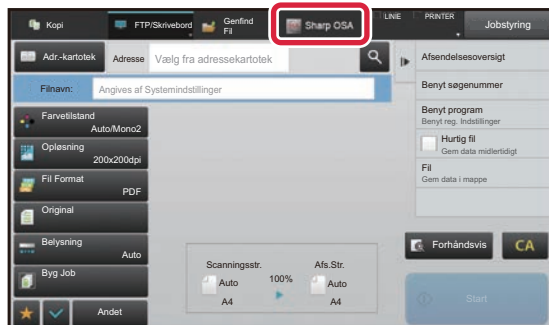 Kopi
FTP/Skrivebord
Genfind
Fil
Sharp OSA
LINIE
PRINTER
Jobstyring
Adr.-kartotek
Adresse
Vælg fra adressekartotek
Filnavn:
Angives af Systemindstillinger
Farvetilstand
Auto/Mono2
Opløsning
200x200dpi
Fil Format
PDF
Original
Belysning
Auto
Byg Job
Andet
Scanningsstr.
Auto
A4
100%
Afs.Str.
Auto
A4
Afsendelsesoversigt
Benyt søgenummer
Benyt program
Benyt reg. Indstillinger
Hurtig fil
Gem data midlertidigt
Fil
Gem data i mappe
Forhåndsvis
CA
Start